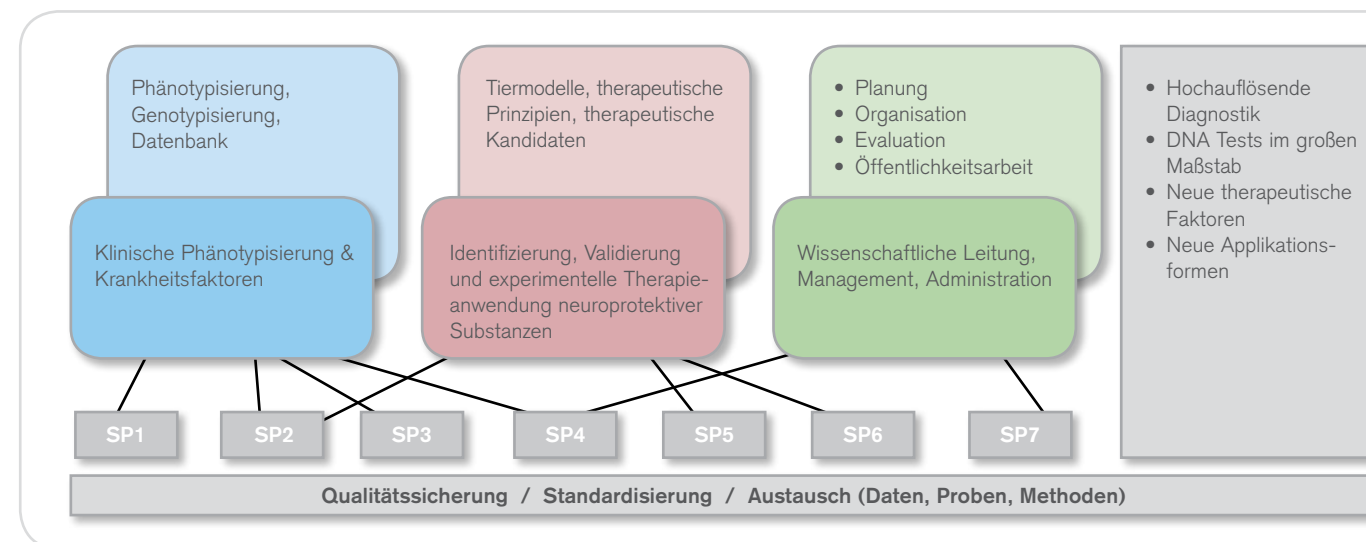 Phänotypisierung,
Genotypisierung,
Datenbank
Klinische Phänotypisierung &
Krankheitsfaktoren
Tiermodelle, therapeutische
Prinzipien, therapeutische
Kandidaten
Identifizierung, Validierung
und experimentelle Therapie-
anwendung neuroprotektiver
Substanzen
• Planung
• Organisation
• Evaluation
• Öffentlichkeitsarbeit
Wissenschaftliche Leitung,
Management, Administration
• Hochauflösende
Diagnostik
• DNA Tests im großen
Maßstab
• Neue therapeutische
Faktoren
• Neue Applikations-
formen
SP1 SP2 SP3 SP4 SP5 SP6 SP7
Qualitätssicherung / Standardisierung / Austausch (Daten, Proben, Methoden)